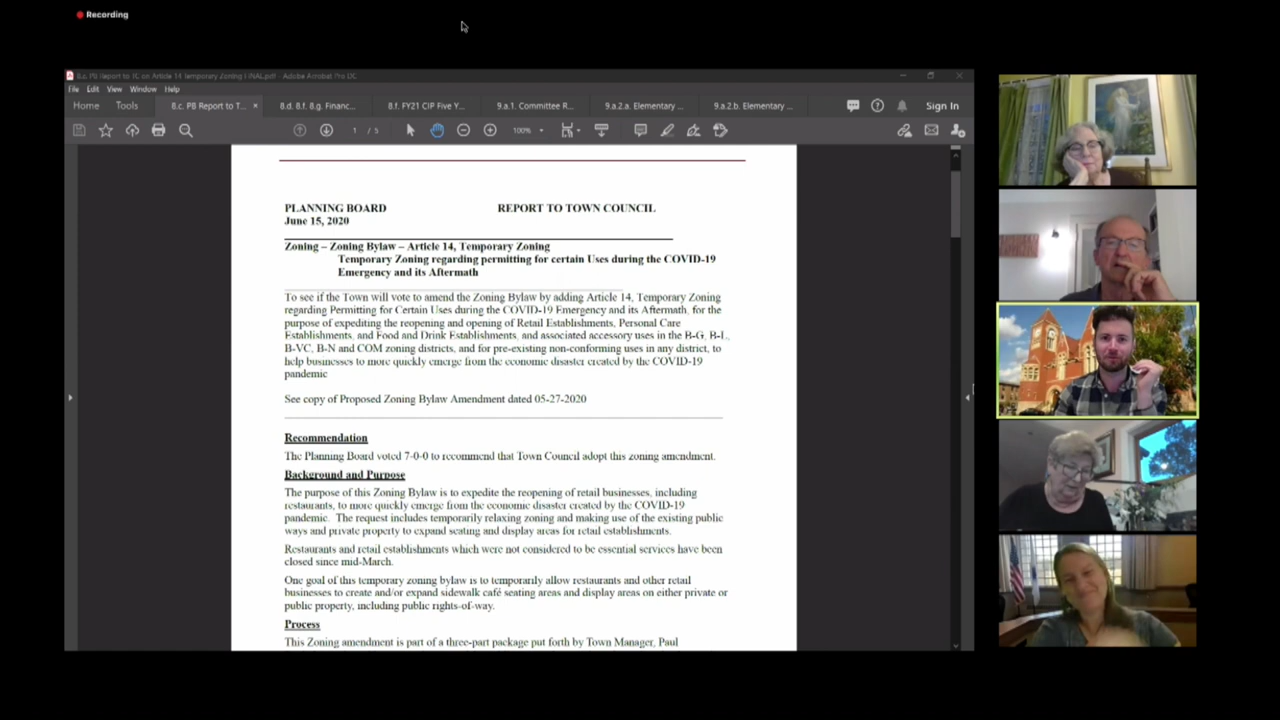 Recording
8.c. PB Report to TC on Article 14 Temporary Zoning FINAL.pdf - Adobe Acrobat Pro DC
File Edit View Window Help
Home Tools 8.c. PB Report to T... × 8.d. 8.f. 8.g. Financ... 8.f. FY21 CIP Five Y... 9.a.1. Committee R... 9.a.2.a. Elementary ... 9.a.2.b. Elementary ... Sign In
1 / 5 100%
PLANNING BOARD REPORT TO TOWN COUNCIL
June 15, 2020
Zoning – Zoning Bylaw – Article 14, Temporary Zoning
Temporary Zoning regarding permitting for certain Uses during the COVID-19
Emergency and its Aftermath
To see if the Town will vote to amend the Zoning Bylaw by adding Article 14, Temporary Zoning
regarding Permitting for Certain Uses during the COVID-19 Emergency and its Aftermath, for the
purpose of expediting the reopening and opening of Retail Establishments, Personal Care
Establishments, and Food and Drink Establishments, and associated accessory uses in the B-G, B-L,
B-VC, B-N and COM zoning districts, and for pre-existing non-conforming uses in any district, to
help businesses to more quickly emerge from the economic disaster created by the COVID-19
pandemic
See copy of Proposed Zoning Bylaw Amendment dated 05-27-2020
Recommendation
The Planning Board voted 7-0-0 to recommend that Town Council adopt this zoning amendment.
Background and Purpose
The purpose of this Zoning Bylaw is to expedite the reopening of retail businesses, including
restaurants, to more quickly emerge from the economic disaster created by the COVID-19
pandemic. The request includes temporarily relaxing zoning and making use of the existing public
ways and private property to expand seating and display areas for retail establishments.
Restaurants and retail establishments which were not considered to be essential services have been
closed since mid-March.
One goal of this temporary zoning bylaw is to temporarily allow restaurants and other retail
businesses to create and/or expand sidewalk café seating areas and display areas on either private or
public property, including public rights-of-way.
Process
This Zoning amendment is part of a three-part package put forth by Town Manager, Paul